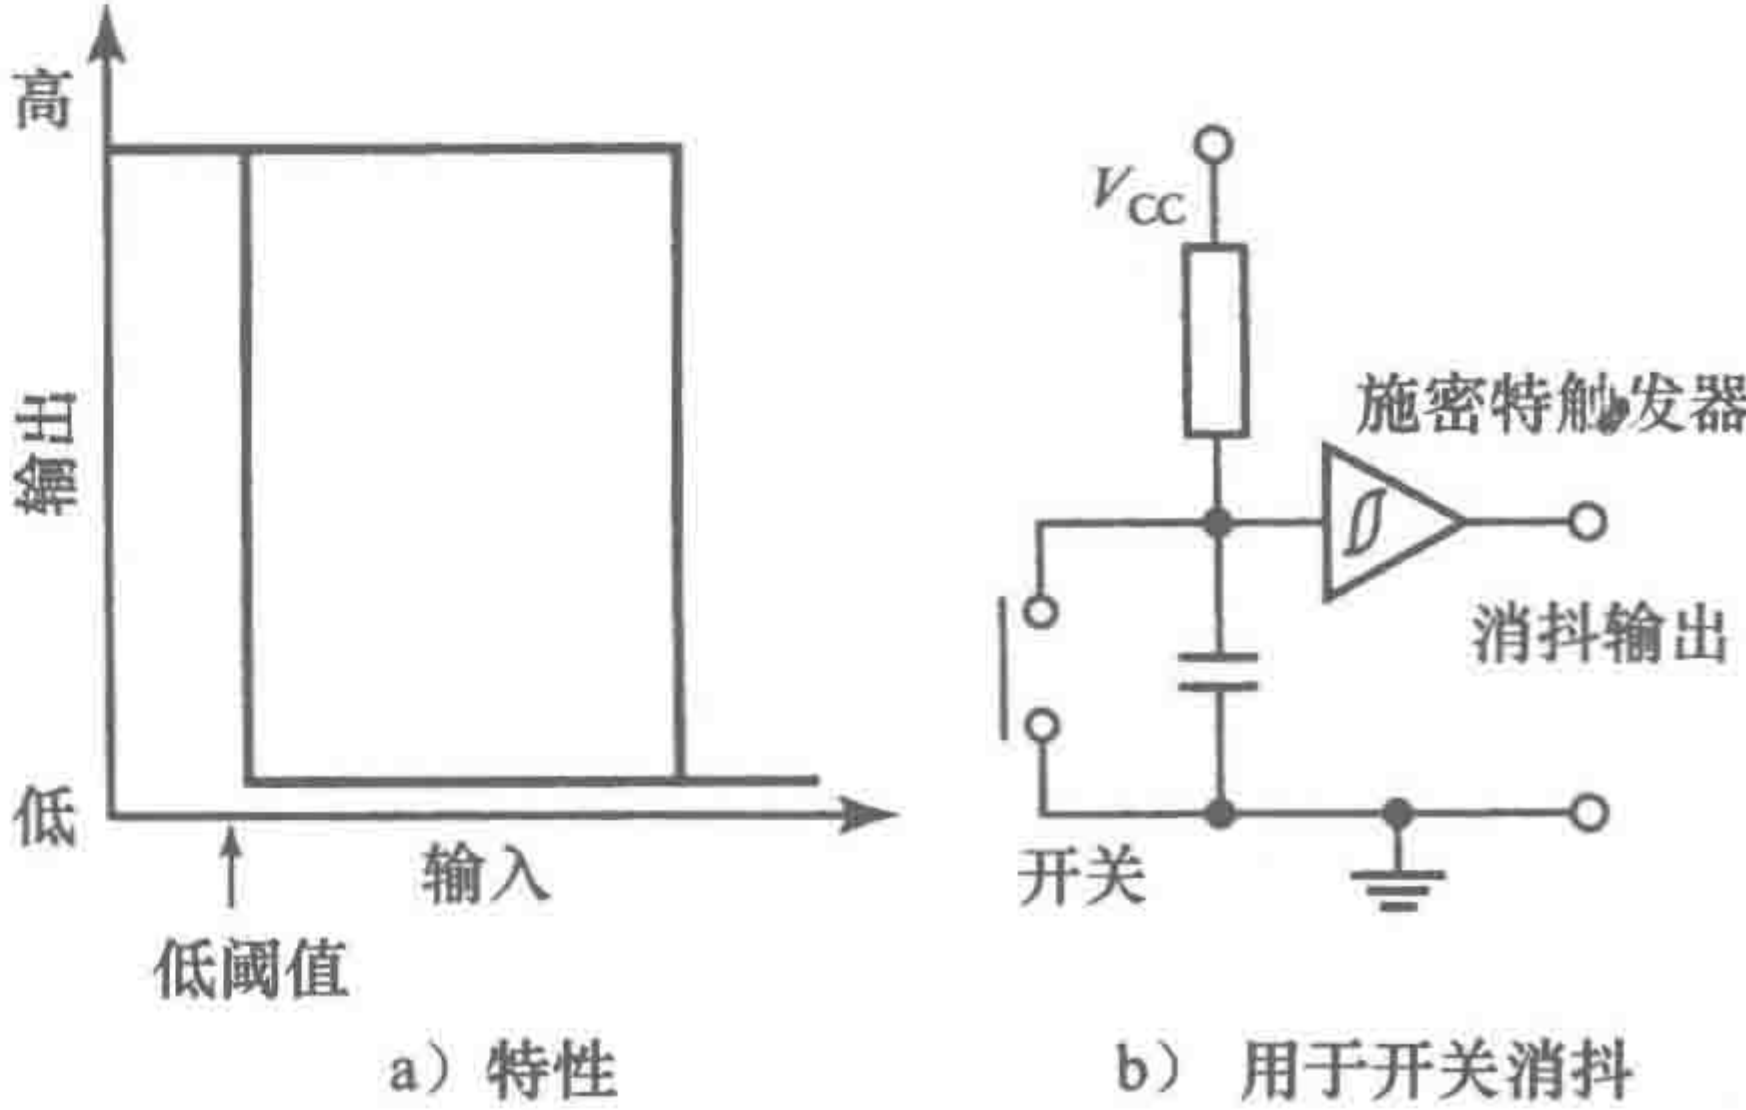 高
输出
低
输入
低阈值
a）特性
V_CC
施密特触发器
消抖输出
开关
b） 用于开关消抖